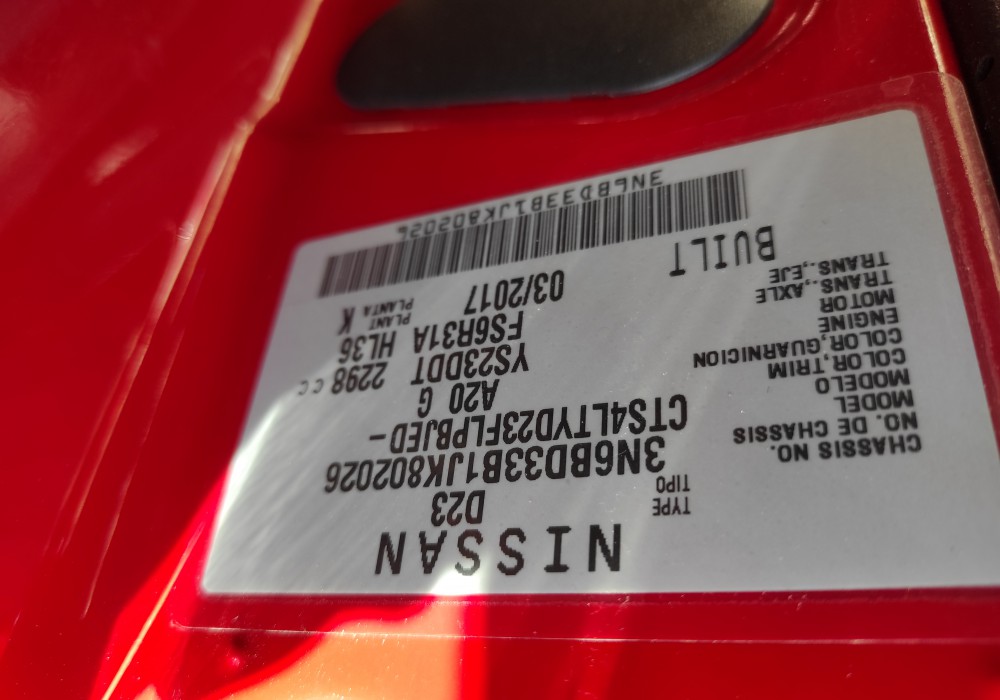 NISSAN
TYPE
TIPO D23
CHASSIS NO.
NO. DE CHASSIS 3N6BD33B1JK802026
MODEL
MODELO CTS4LTYD23FLPBJED-
COLOR,TRIM
COLOR,GUARNICION A20 G
ENGINE
MOTOR YS23DDT 2298 cc
TRANS.,AXLE
TRANS.,EJE FS6R31A HL36
PLANT
PLANTA K
BUILT 03/2017
3N6BD33B1JK802026